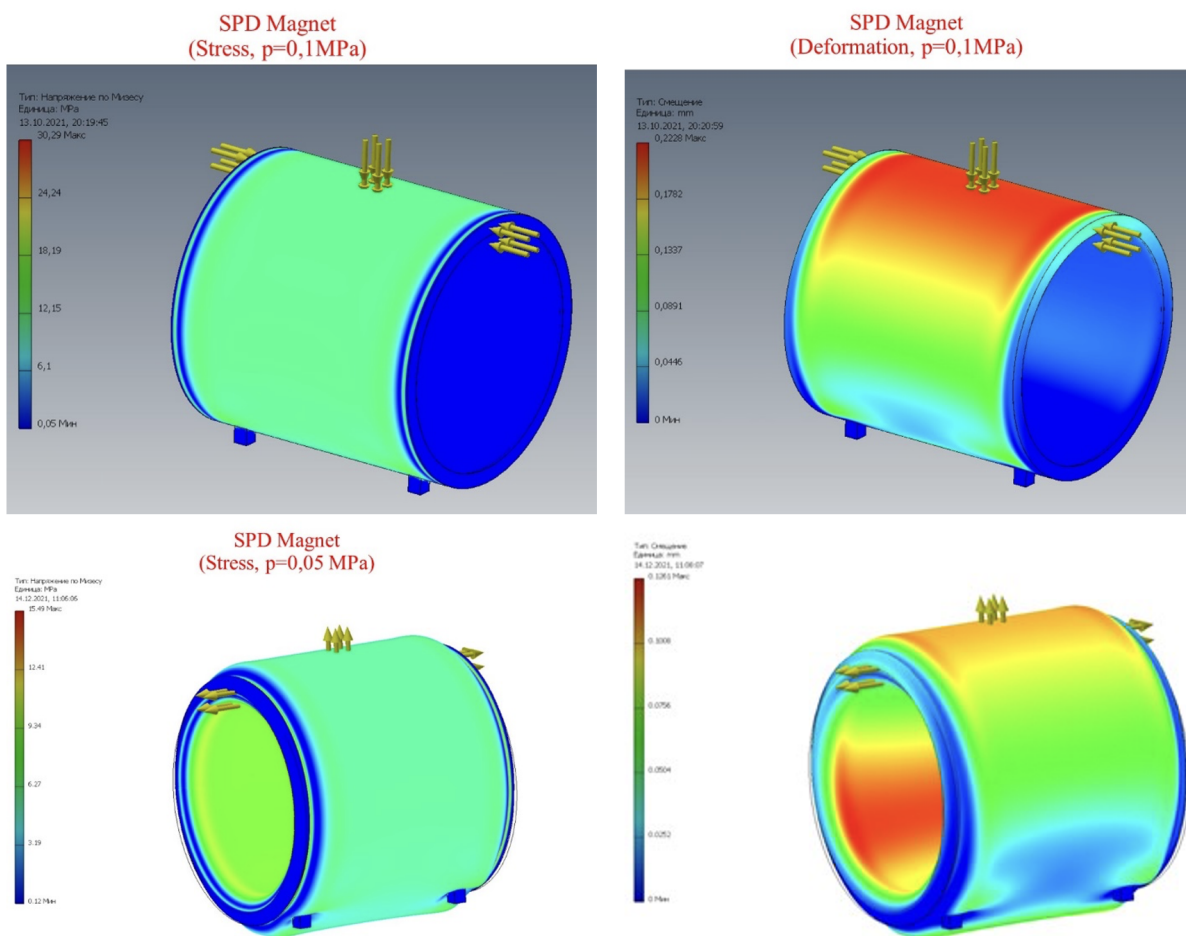 SPD Magnet
(Stress, p=0,1MPa)
Тип: Напряжение по Мизесу
Единица: MPa
13.10.2021, 20:19:45
30,29 Макс
24,24
18,19
12,15
6,1
0,05 Мин
SPD Magnet
(Deformation, p=0,1MPa)
Тип: Смещение
Единица: mm
13.10.2021, 20:20:59
0,2228 Макс
0,1782
0,1337
0,0891
0,0446
0 Мин
SPD Magnet
(Stress, p=0,05 MPa)
Тип: Напряжение по Мизесу
Единица: MPa
14.12.2021, 11:06:06
15.49 Макс
12.41
9.34
6.27
3.19
0.12 Мин
Тип: Смещение
Единица: mm
14.12.2021, 11:08:07
0.1261 Макс
0.1008
0.0756
0.0504
0.0252
0 Мин